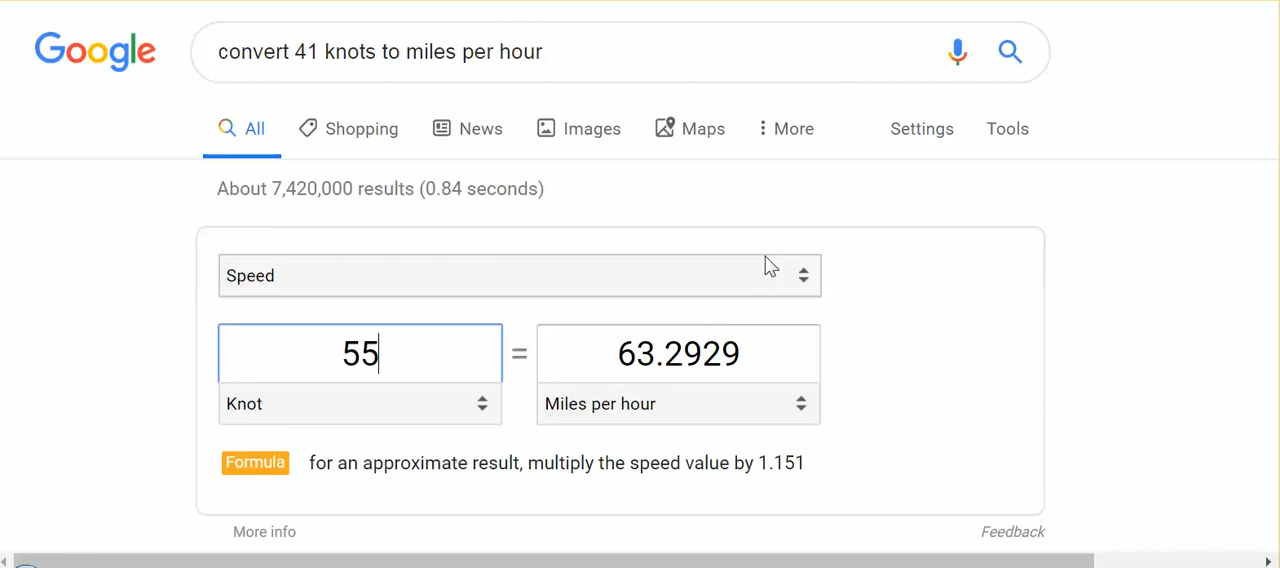 Google convert 41 knots to miles per hour
All Shopping News Images Maps More Settings Tools
About 7,420,000 results (0.84 seconds)
Speed
55 = 63.2929
Knot Miles per hour
Formula for an approximate result, multiply the speed value by 1.151
More info Feedback